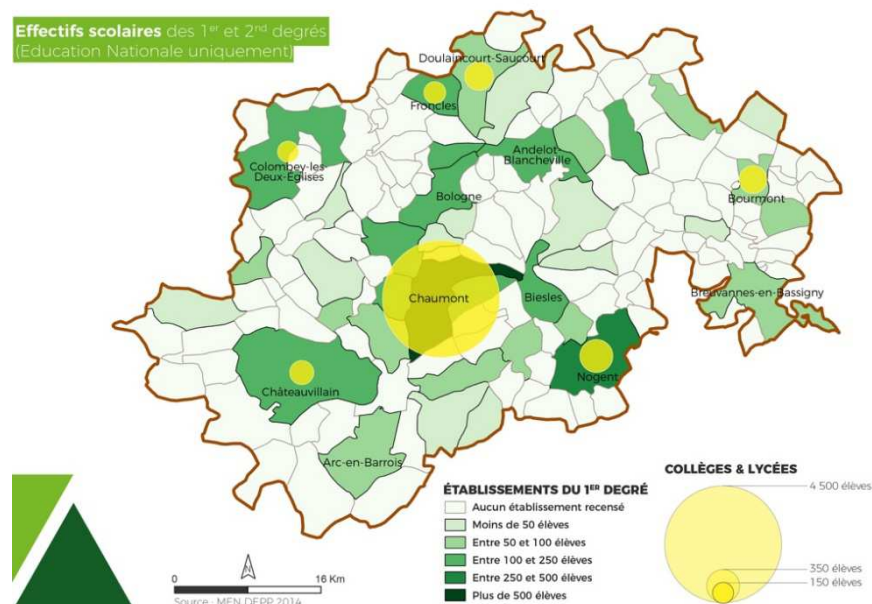 Effectifs scolaires des 1er et 2nd degrés
(Education Nationale uniquement)
Doulaincourt-Saucourt
Froncles
Andelot-
Blancheville
Colombey-les-
Deux-Églises
Bologne
Bourmont
Chaumont
Biesles
Breuvannes-en-Bassigny
Nogent
Châteauvillain
Arc-en-Barrois
ÉTABLISSEMENTS DU 1ER DEGRÉ
Aucun établissement recensé
Moins de 50 élèves
Entre 50 et 100 élèves
Entre 100 et 250 élèves
Entre 250 et 500 élèves
Plus de 500 élèves
COLLÈGES & LYCÉES
4 500 élèves
350 élèves
150 élèves
N
0 16 Km
Source : MEN DEPP 2014